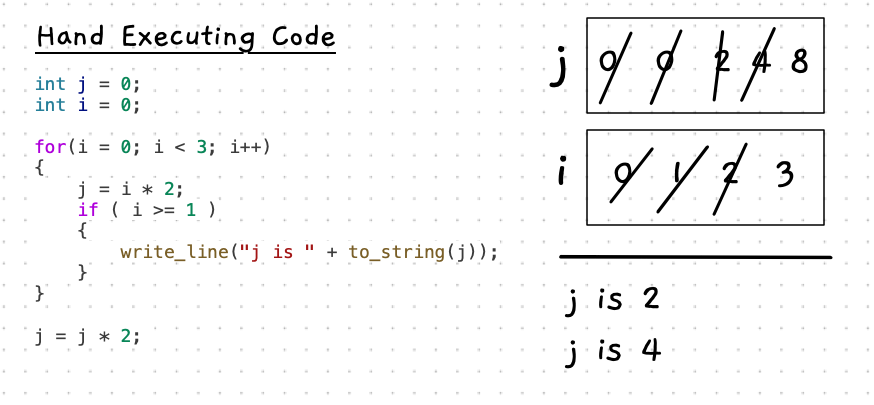 Hand Executing Code
int j = 0;
int i = 0;
for(i = 0; i < 3; i++)
{
j = i * 2;
if ( i >= 1 )
{
write_line("j is " + to_string(j));
}
}
j = j * 2;
j 0 0 2 4 8
i 0 1 2 3
j is 2
j is 4